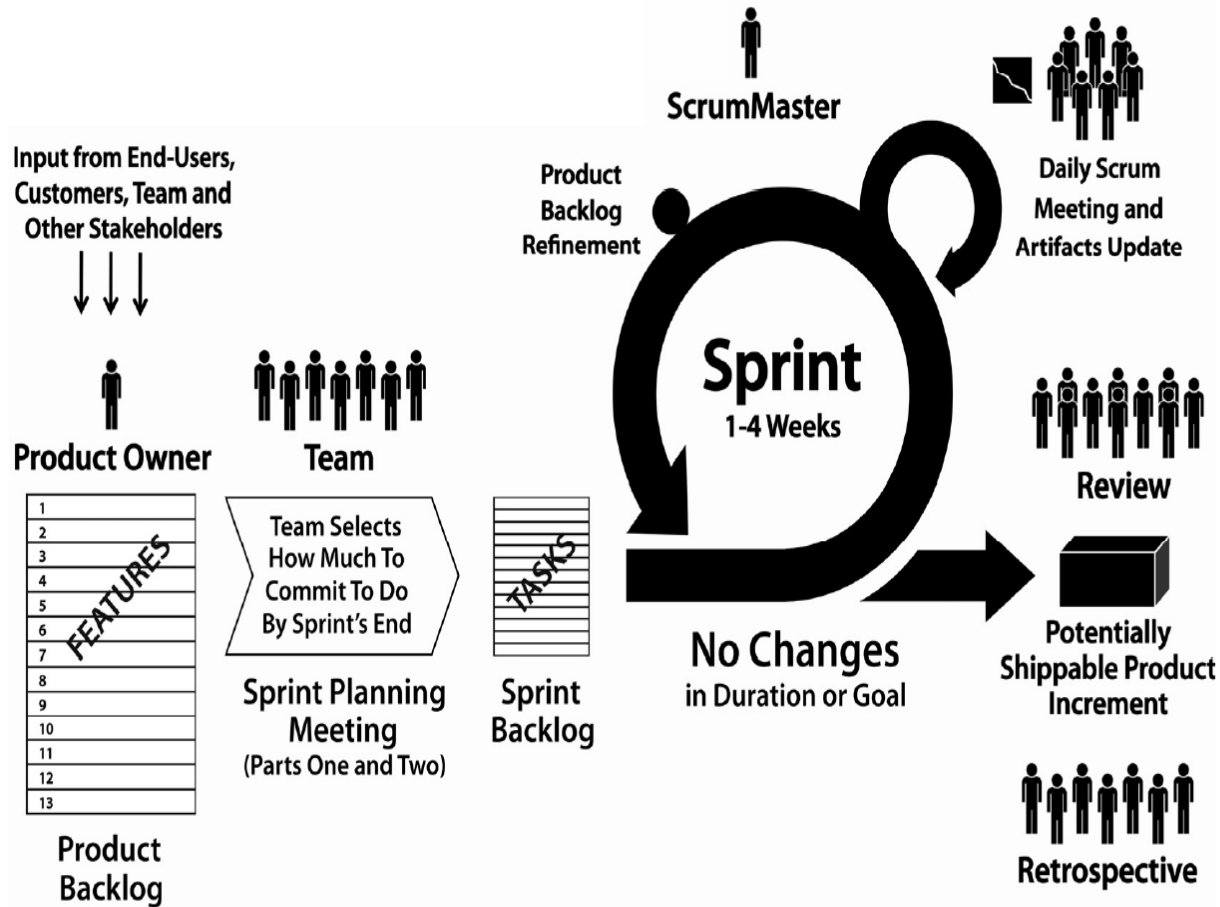 Input from End-Users,
Customers, Team and
Other Stakeholders
Product Owner
1
2
3
4
5
6
7
8
9
10
11
12
13
FEATURES
Product
Backlog
Team
Team Selects
How Much To
Commit To Do
By Sprint's End
Sprint Planning
Meeting
(Parts One and Two)
TASKS
Sprint
Backlog
ScrumMaster
Product
Backlog
Refinement
Sprint
1-4 Weeks
No Changes
in Duration or Goal
Daily Scrum
Meeting and
Artifacts Update
Review
Potentially
Shippable Product
Increment
Retrospective